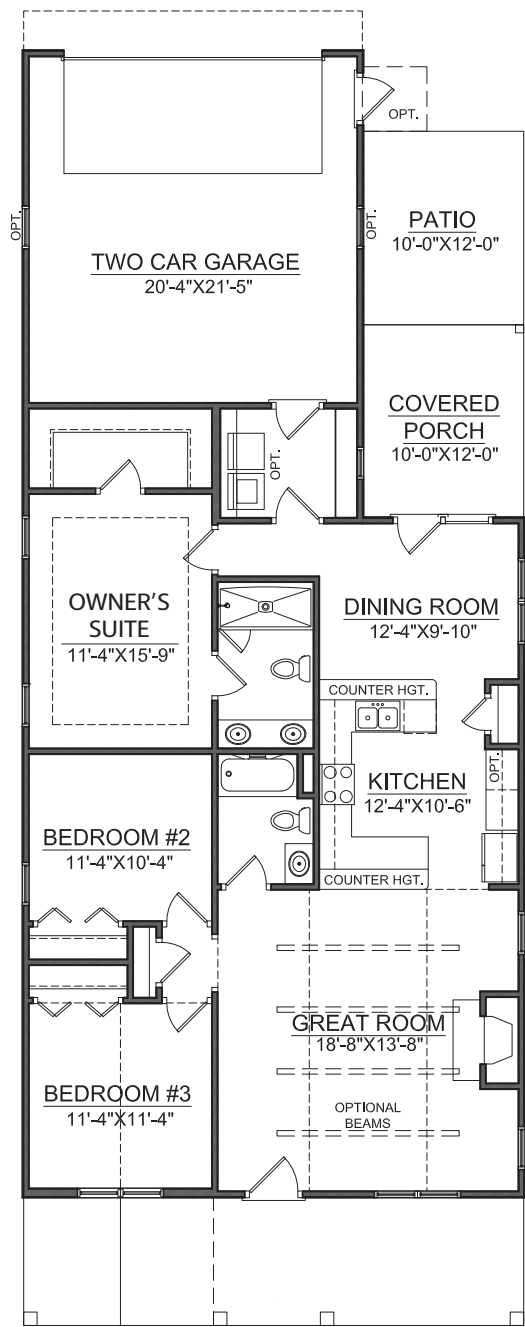 OPT.
OPT.
OPT.
PATIO
10'-0"X12'-0"
TWO CAR GARAGE
20'-4"X21'-5"
COVERED
PORCH
10'-0"X12'-0"
OPT.
OWNER'S
SUITE
11'-4"X15'-9"
DINING ROOM
12'-4"X9'-10"
COUNTER HGT.
OPT.
KITCHEN
12'-4"X10'-6"
BEDROOM #2
11'-4"X10'-4"
COUNTER HGT.
GREAT ROOM
18'-8"X13'-8"
BEDROOM #3
11'-4"X11'-4"
OPTIONAL
BEAMS